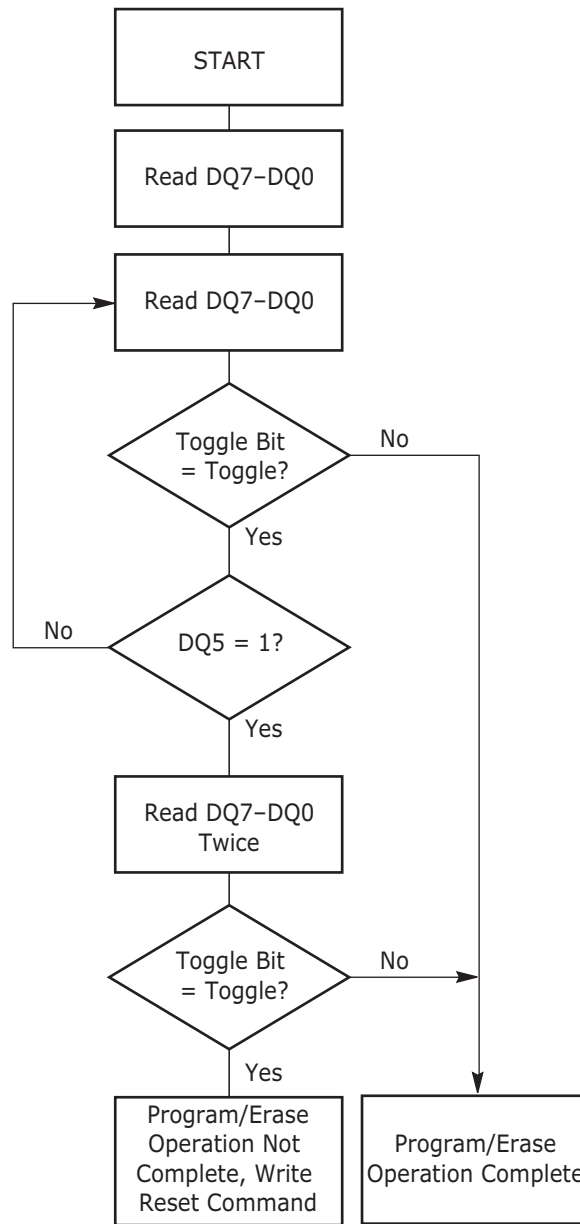 START
Read DQ7–DQ0
Read DQ7–DQ0
Toggle Bit
= Toggle?
No
Yes
No
DQ5 = 1?
Yes
Read DQ7–DQ0
Twice
Toggle Bit
= Toggle?
No
Yes
Program/Erase
Operation Not
Complete, Write
Reset Command
Program/Erase
Operation Complete